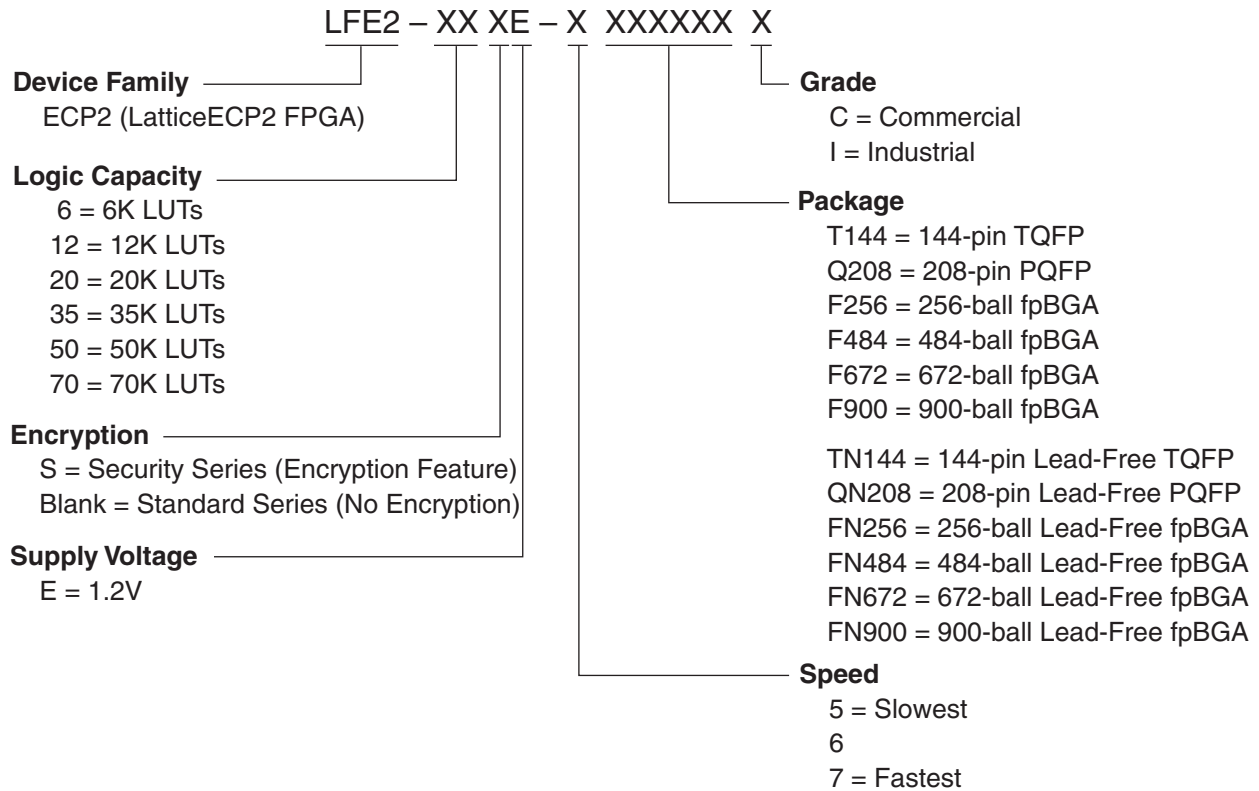 LFE2 – XX XE – X XXXXXX X
Device Family
ECP2 (LatticeECP2 FPGA)
Logic Capacity
6 = 6K LUTs
12 = 12K LUTs
20 = 20K LUTs
35 = 35K LUTs
50 = 50K LUTs
70 = 70K LUTs
Encryption
S = Security Series (Encryption Feature)
Blank = Standard Series (No Encryption)
Supply Voltage
E = 1.2V
Grade
C = Commercial
I = Industrial
Package
T144 = 144-pin TQFP
Q208 = 208-pin PQFP
F256 = 256-ball fpBGA
F484 = 484-ball fpBGA
F672 = 672-ball fpBGA
F900 = 900-ball fpBGA
TN144 = 144-pin Lead-Free TQFP
QN208 = 208-pin Lead-Free PQFP
FN256 = 256-ball Lead-Free fpBGA
FN484 = 484-ball Lead-Free fpBGA
FN672 = 672-ball Lead-Free fpBGA
FN900 = 900-ball Lead-Free fpBGA
Speed
5 = Slowest
6
7 = Fastest